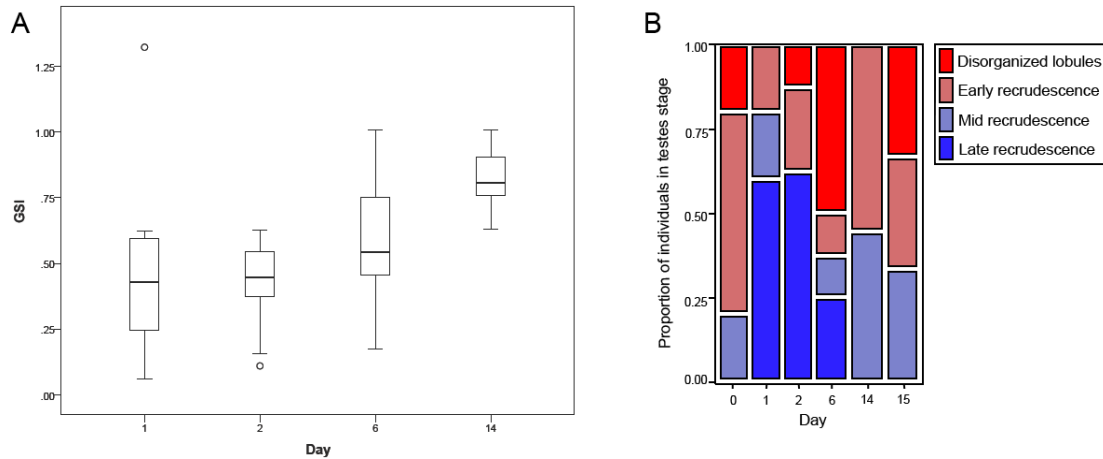 A
GSI
1.25
1.00
.75
.50
.25
.00
1 2 6 14
Day
B
Proportion of individuals in testes stage
1.00
0.75
0.50
0.25
0.00
0 1 2 6 14 15
Day
Disorganized lobules
Early recrudescence
Mid recrudescence
Late recrudescence